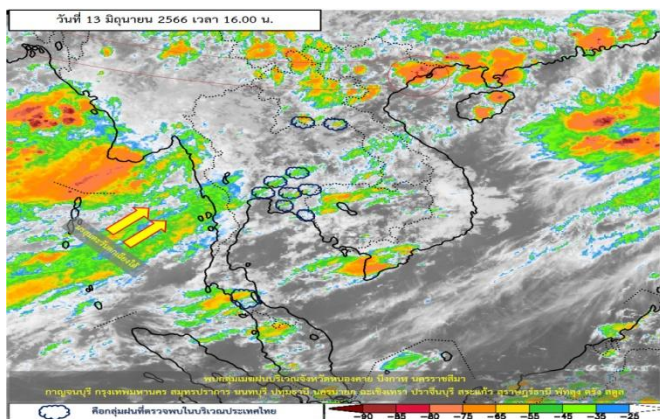 วันที่ 13 มิถุนายน 2566 เวลา 16.00 น.
พบกลุ่มเมฆฝนบริเวณจังหวัดหนองคาย บึงกาฬ นครราชสีมา
กาญจนบุรี กรุงเทพมหานคร สมุทรปราการ นนทบุรี ปทุมธานี นครนายก ฉะเชิงเทรา ปราจีนบุรี สระแก้ว สุราษฎร์ธานี พัทลุง ตรัง สตูล
คือกลุ่มฝนที่ตรวจพบในบริเวณประเทศไทย
-90 -85 -80 -75 -70 -65 -55 -45 -35 -25